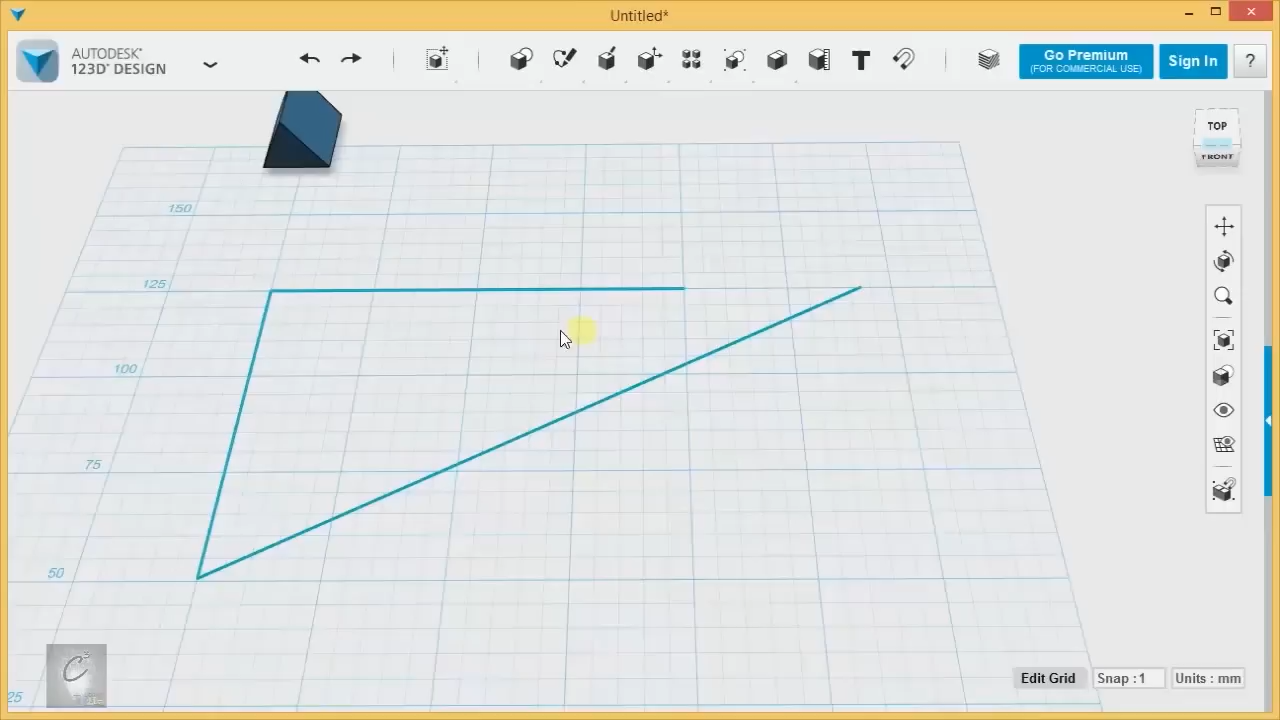 Untitled*
AUTODESK®
123D® DESIGN
T
Go Premium
(FOR COMMERCIAL USE)
Sign In
?
TOP
FRONT
150
125
100
75
50
25
Edit Grid
Snap : 1
Units : mm